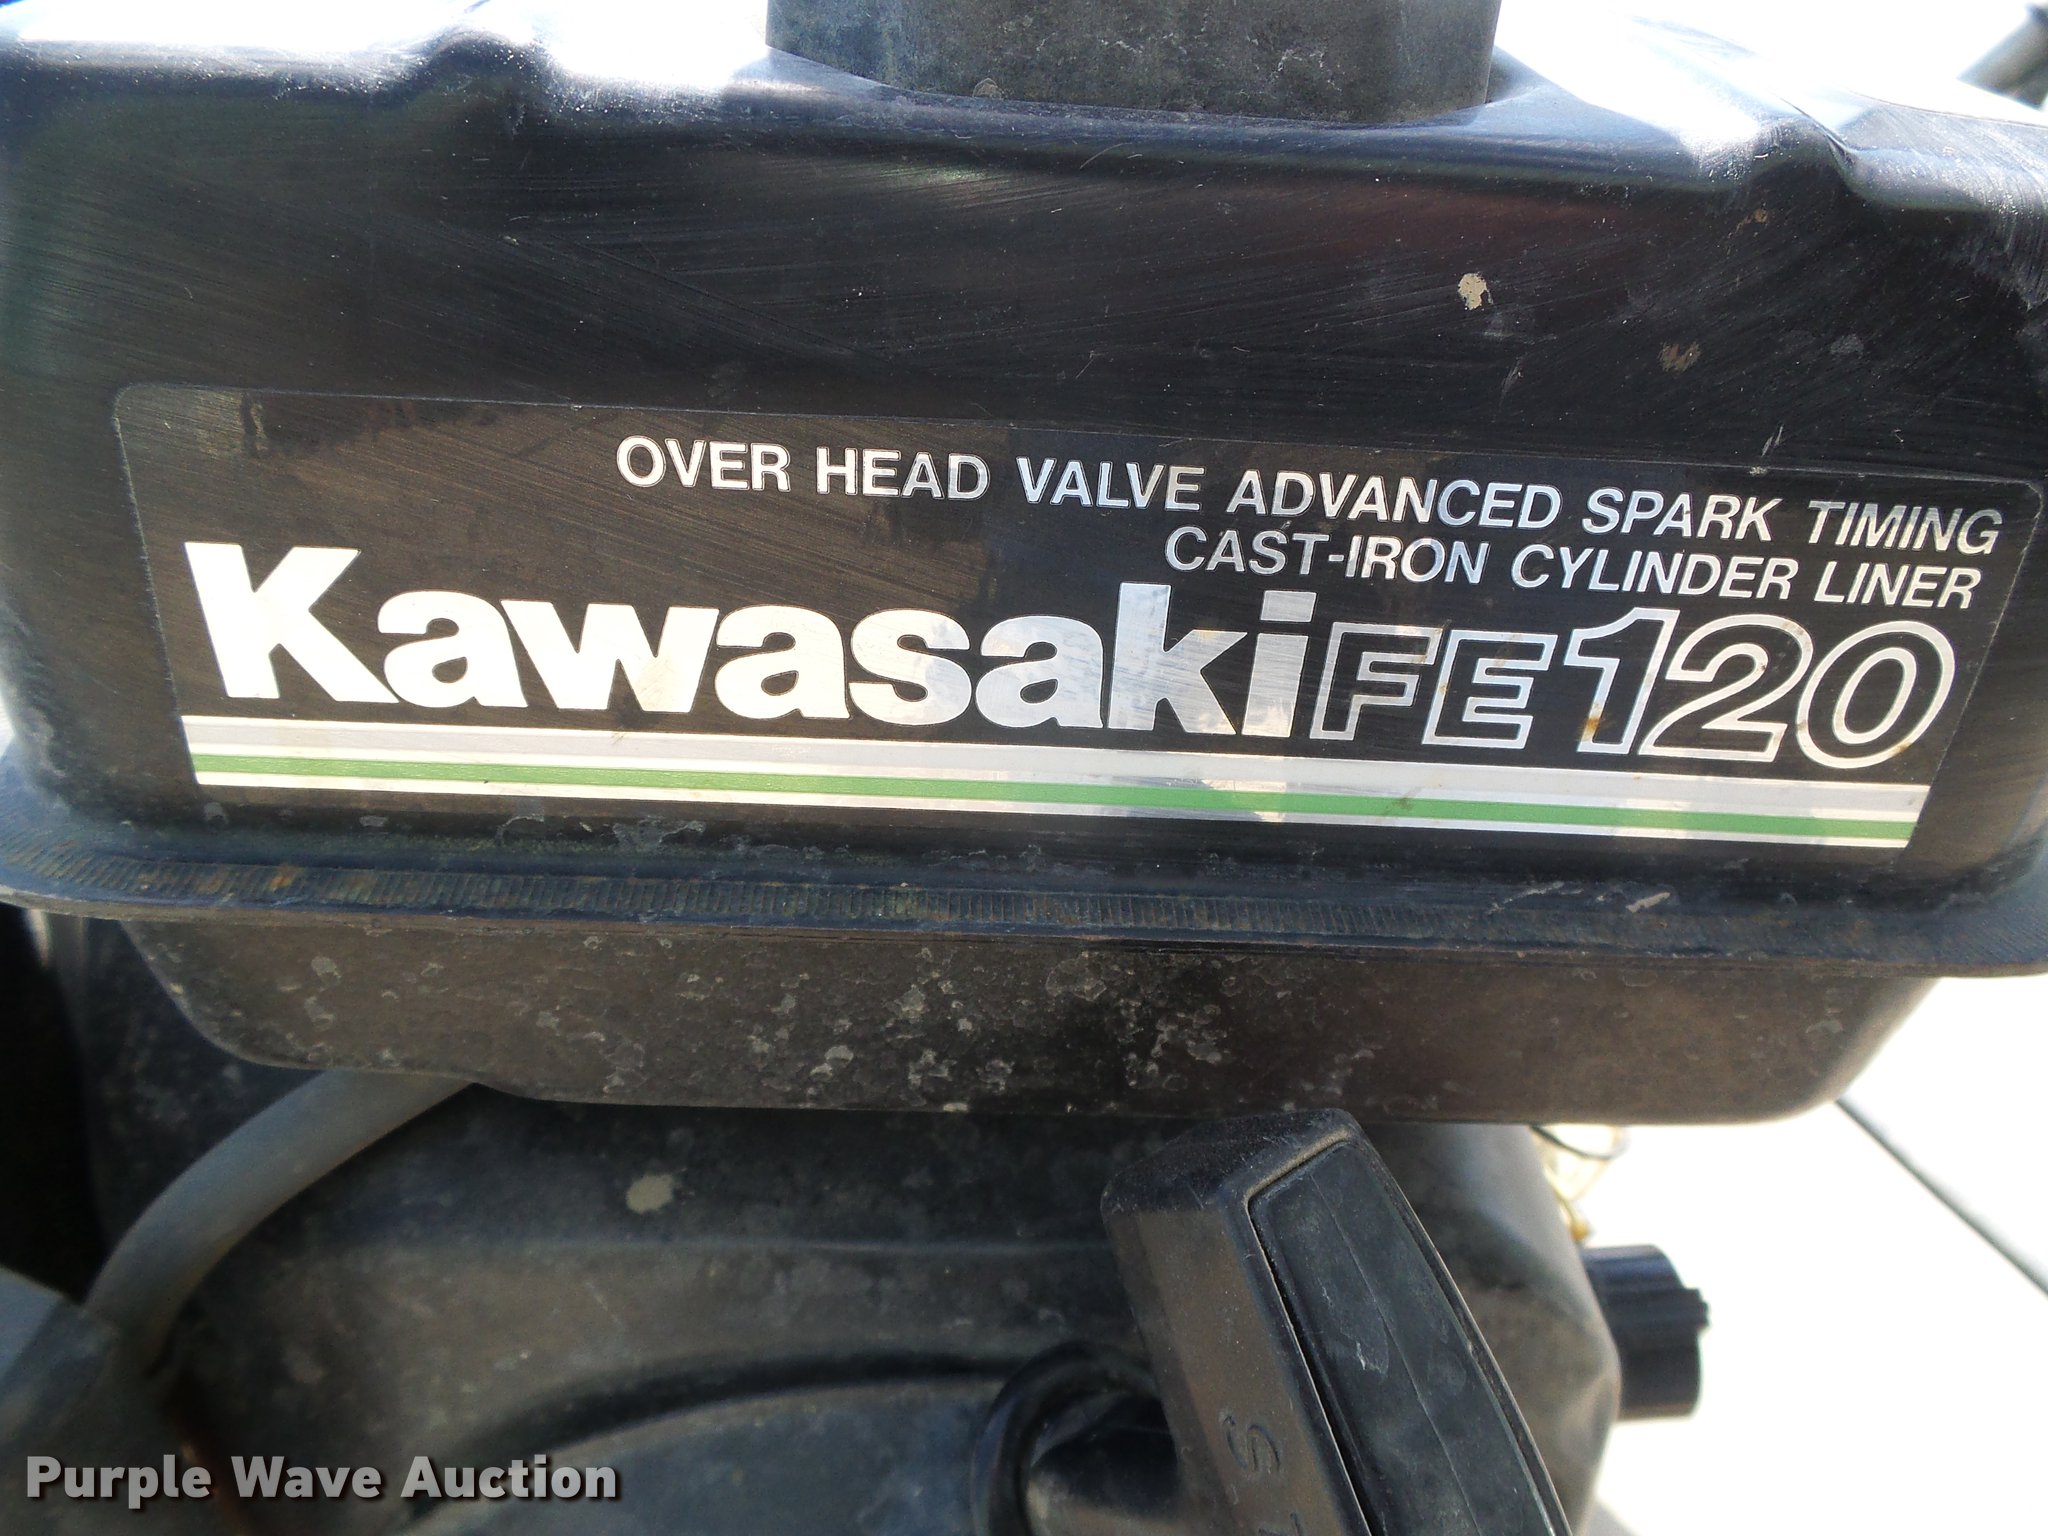 OVER HEAD VALVE ADVANCED SPARK TIMING
CAST-IRON CYLINDER LINER
Kawasaki FE120
Purple Wave Auction